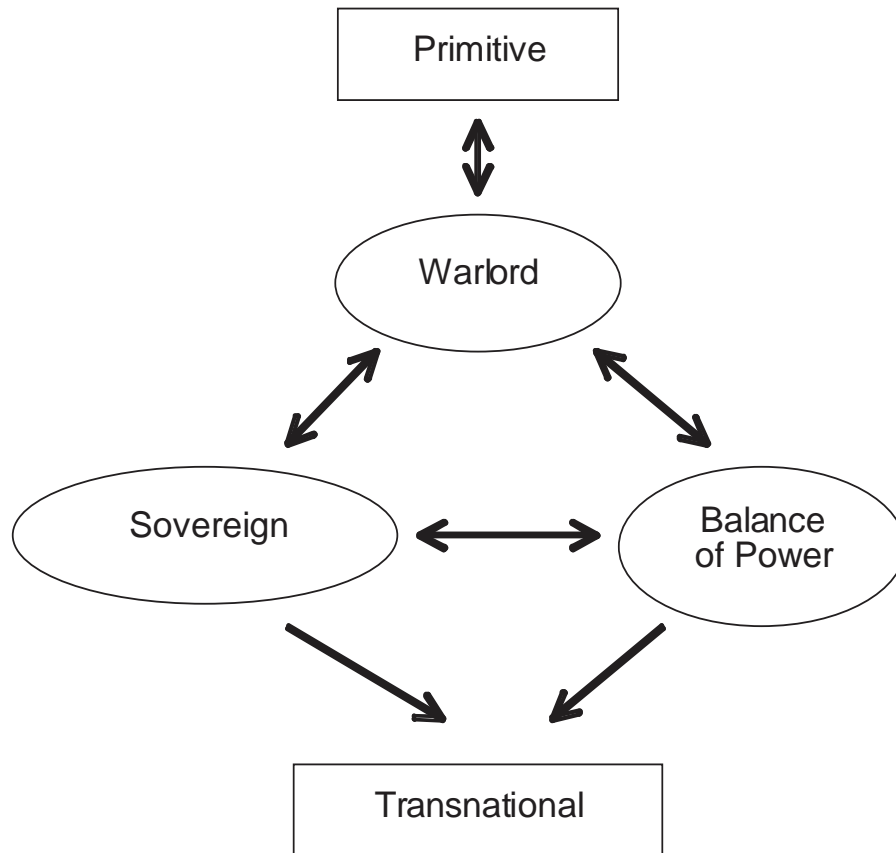 Primitive
Warlord
Sovereign
Balance
of Power
Transnational